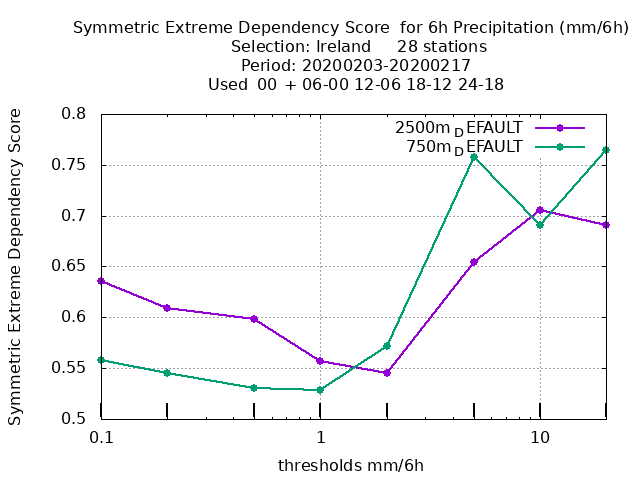 Symmetric Extreme Dependency Score for 6h Precipitation (mm/6h)
Selection: Ireland 28 stations
Period: 20200203-20200217
Used 00 + 06-00 12-06 18-12 24-18
Symmetric Extreme Dependency Score
0.8
0.75
0.7
0.65
0.6
0.55
0.5
2500mDEFAULT
750mDEFAULT
0.1
1
10
thresholds mm/6h